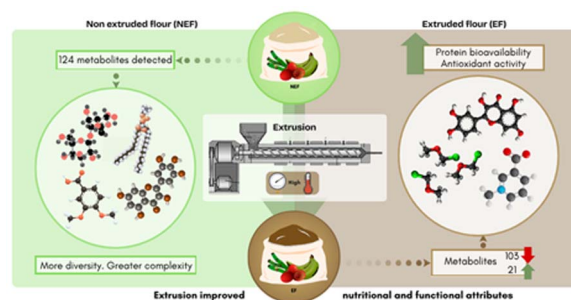 Non extruded flour (NEF)
Extruded flour (EF)
124 metabolites detected
NEF
Protein bioavailability
Antioxidant activity
Extrusion
High
More diversity. Greater complexity
EF
Metabolites
103
21
Extrusion improved nutritional and functional attributes